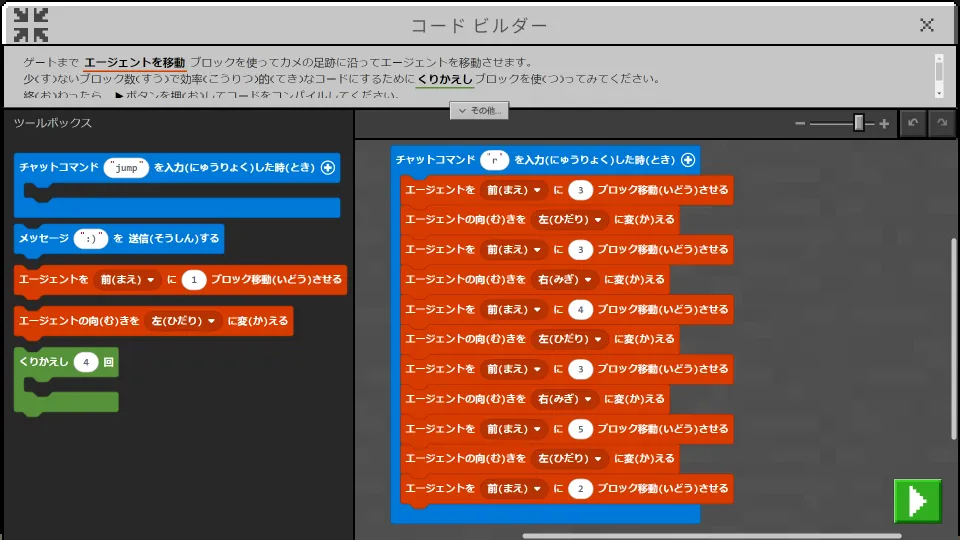 コード ビルダー
ゲートまで エージェントを移動 ブロックを使ってカメの足跡に沿ってエージェントを移動させます。
少(す)ないブロック数(すう)で効率(こうりつ)的(てき)なコードにするために くりかえし ブロックを使(つ)ってみてください。
終(お)わったら、▶ボタンを押(お)してコードをコンパイルしてください。
その他...
ツールボックス
チャットコマンド "jump" を入力(にゅうりょく)した時(とき)
メッセージ ":)" を 送信(そうしん)する
エージェントを 前(まえ) に 1 ブロック移動(いどう)させる
エージェントの向(む)きを 左(ひだり) に変(か)える
くりかえし 4 回
チャットコマンド "r" を入力(にゅうりょく)した時(とき)
エージェントを 前(まえ) に 3 ブロック移動(いどう)させる
エージェントの向(む)きを 左(ひだり) に変(か)える
エージェントを 前(まえ) に 3 ブロック移動(いどう)させる
エージェントの向(む)きを 右(みぎ) に変(か)える
エージェントを 前(まえ) に 4 ブロック移動(いどう)させる
エージェントの向(む)きを 左(ひだり) に変(か)える
エージェントを 前(まえ) に 3 ブロック移動(いどう)させる
エージェントの向(む)きを 右(みぎ) に変(か)える
エージェントを 前(まえ) に 5 ブロック移動(いどう)させる
エージェントの向(む)きを 左(ひだり) に変(か)える
エージェントを 前(まえ) に 2 ブロック移動(いどう)させる